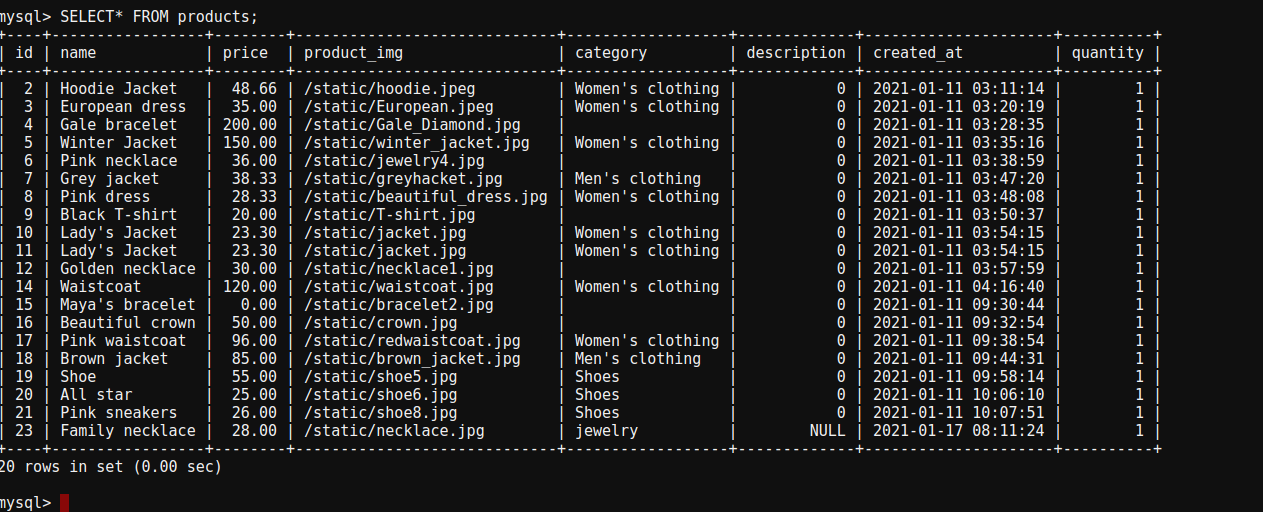 mysql> SELECT* FROM products;
+----+-----------------+--------+-----------------------------+------------------+-------------+---------------------+----------+
| id | name            | price  | product_img                 | category         | description | created_at          | quantity |
+----+-----------------+--------+-----------------------------+------------------+-------------+---------------------+----------+
|  2 | Hoodie Jacket   |  48.66 | /static/hoodie.jpeg         | Women's clothing |           0 | 2021-01-11 03:11:14 |        1 |
|  3 | European dress  |  35.00 | /static/European.jpeg       | Women's clothing |           0 | 2021-01-11 03:20:19 |        1 |
|  4 | Gale bracelet   | 200.00 | /static/Gale_Diamond.jpg    |                  |           0 | 2021-01-11 03:28:35 |        1 |
|  5 | Winter Jacket   | 150.00 | /static/winter_jacket.jpg   | Women's clothing |           0 | 2021-01-11 03:35:16 |        1 |
|  6 | Pink necklace   |  36.00 | /static/jewelry4.jpg        |                  |           0 | 2021-01-11 03:38:59 |        1 |
|  7 | Grey jacket     |  38.33 | /static/greyhacket.jpg      | Men's clothing   |           0 | 2021-01-11 03:47:20 |        1 |
|  8 | Pink dress      |  28.33 | /static/beautiful_dress.jpg | Women's clothing |           0 | 2021-01-11 03:48:08 |        1 |
|  9 | Black T-shirt   |  20.00 | /static/T-shirt.jpg         |                  |           0 | 2021-01-11 03:50:37 |        1 |
| 10 | Lady's Jacket   |  23.30 | /static/jacket.jpg          | Women's clothing |           0 | 2021-01-11 03:54:15 |        1 |
| 11 | Lady's Jacket   |  23.30 | /static/jacket.jpg          | Women's clothing |           0 | 2021-01-11 03:54:15 |        1 |
| 12 | Golden necklace |  30.00 | /static/necklace1.jpg       |                  |           0 | 2021-01-11 03:57:59 |        1 |
| 14 | Waistcoat       | 120.00 | /static/waistcoat.jpg       | Women's clothing |           0 | 2021-01-11 04:16:40 |        1 |
| 15 | Maya's bracelet |   0.00 | /static/bracelet2.jpg       |                  |           0 | 2021-01-11 09:30:44 |        1 |
| 16 | Beautiful crown |  50.00 | /static/crown.jpg           |                  |           0 | 2021-01-11 09:32:54 |        1 |
| 17 | Pink waistcoat  |  96.00 | /static/redwaistcoat.jpg    | Women's clothing |           0 | 2021-01-11 09:38:54 |        1 |
| 18 | Brown jacket    |  85.00 | /static/brown_jacket.jpg    | Men's clothing   |           0 | 2021-01-11 09:44:31 |        1 |
| 19 | Shoe            |  55.00 | /static/shoe5.jpg           | Shoes            |           0 | 2021-01-11 09:58:14 |        1 |
| 20 | All star        |  25.00 | /static/shoe6.jpg           | Shoes            |           0 | 2021-01-11 10:06:10 |        1 |
| 21 | Pink sneakers   |  26.00 | /static/shoe8.jpg           | Shoes            |           0 | 2021-01-11 10:07:51 |        1 |
| 23 | Family necklace |  28.00 | /static/necklace.jpg        | jewelry          |        NULL | 2021-01-17 08:11:24 |        1 |
+----+-----------------+--------+-----------------------------+------------------+-------------+---------------------+----------+
20 rows in set (0.00 sec)
mysql>